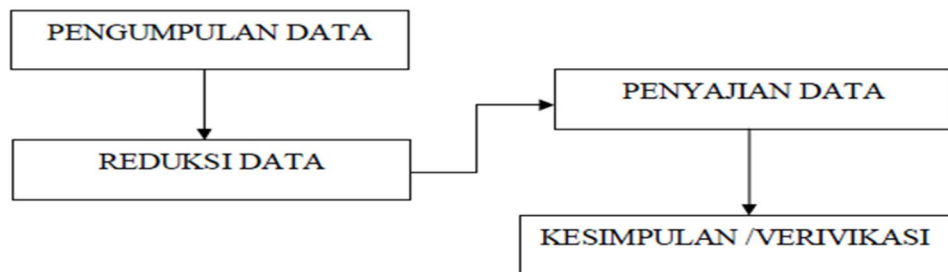 PENGUMPULAN DATA
REDUKSI DATA
PENYAJIAN DATA
KESIMPULAN /VERIVIKASI